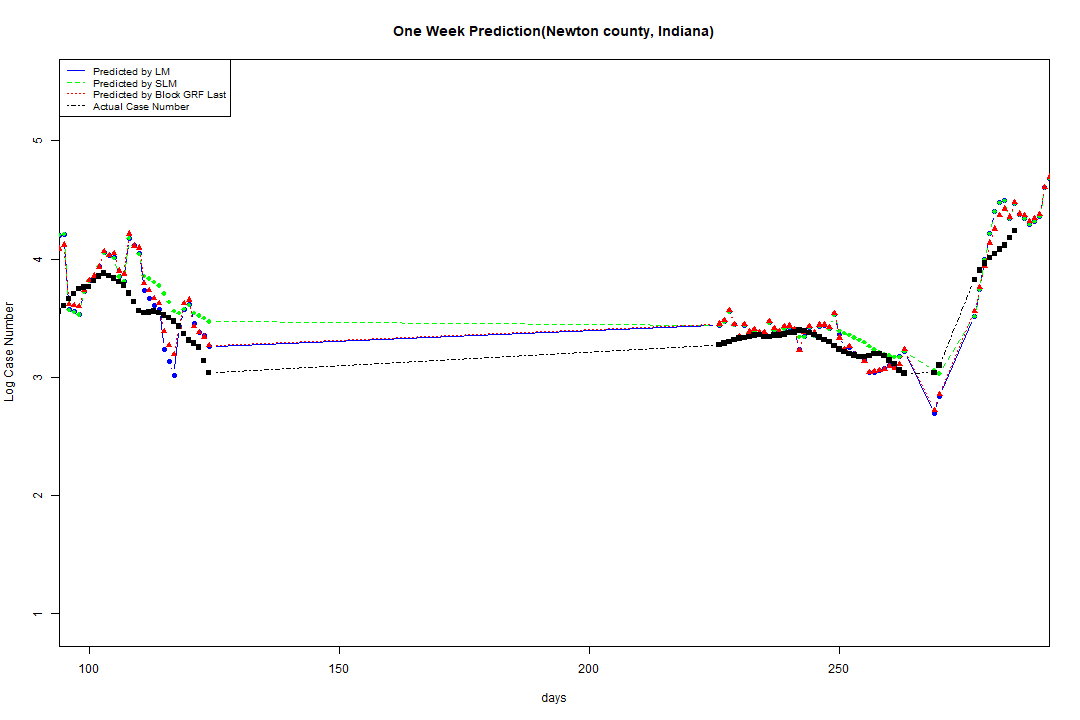 One Week Prediction(Newton county, Indiana)
Predicted by LM
Predicted by SLM
Predicted by Block GRF Last
Actual Case Number
5
4
3
2
1
Log Case Number
100
150
200
250
days